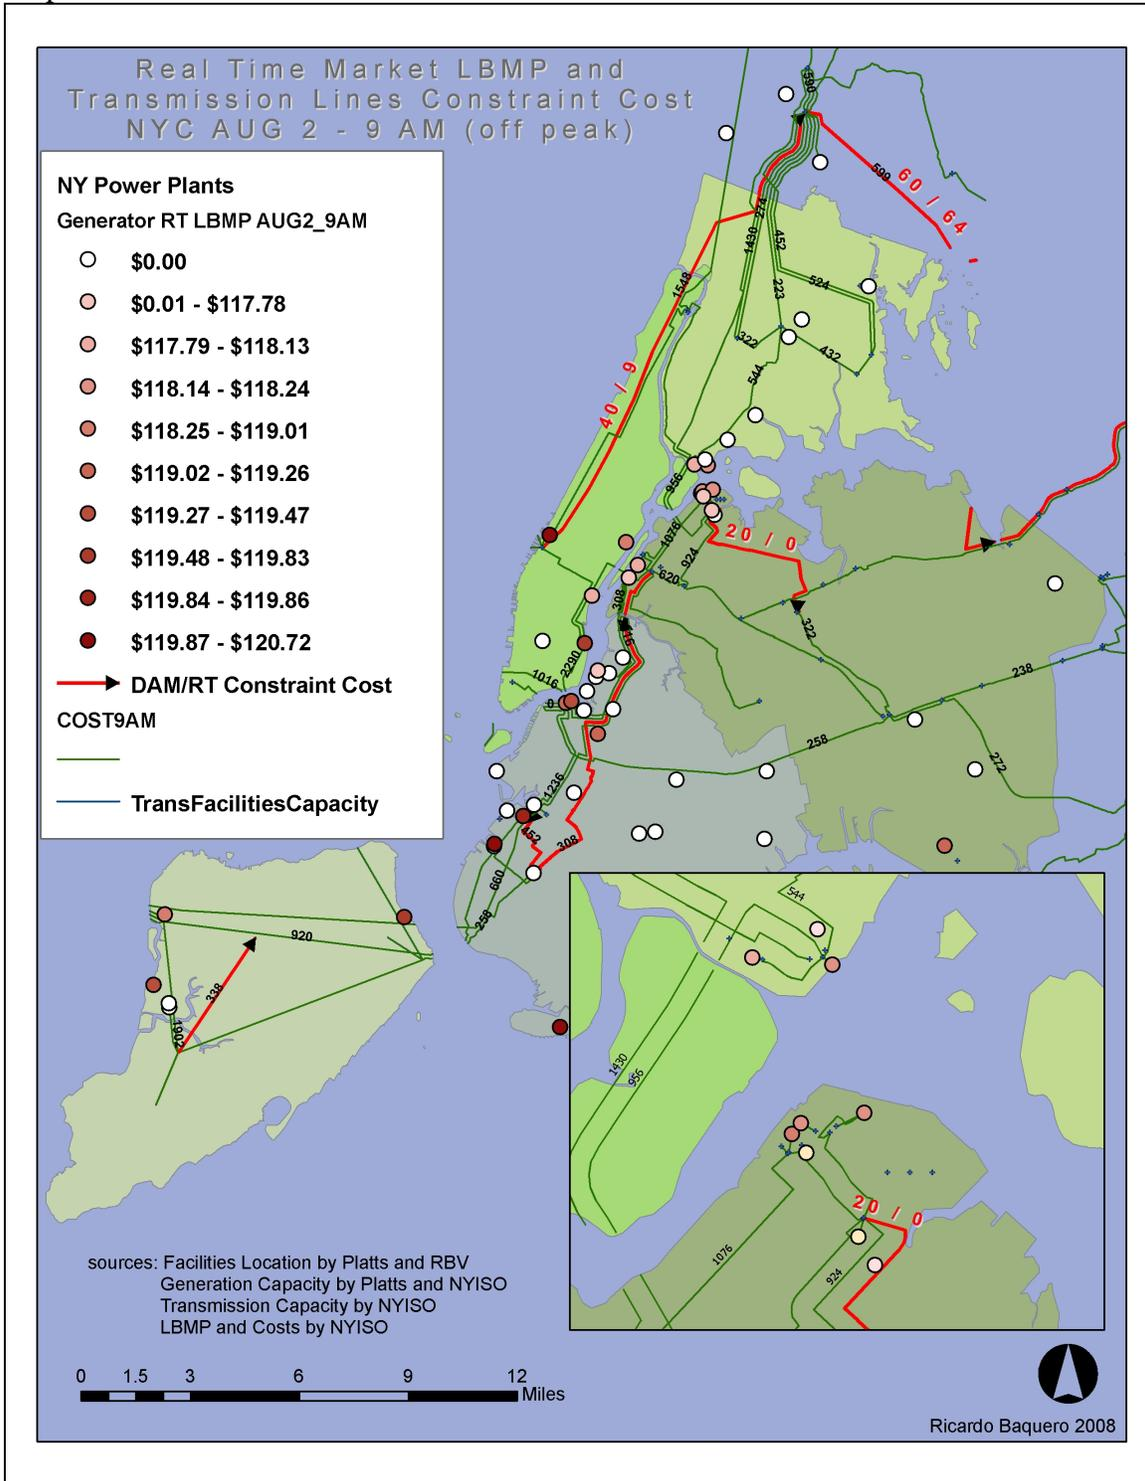 Real Time Market LBMP and
Transmission Lines Constraint Cost
NYC AUG 2 - 9 AM (off peak)
NY Power Plants
Generator RT LBMP AUG2_9AM
$0.00
$0.01 - $117.78
$117.79 - $118.13
$118.14 - $118.24
$118.25 - $119.01
$119.02 - $119.26
$119.27 - $119.47
$119.48 - $119.83
$119.84 - $119.86
$119.87 - $120.72
DAM/RT Constraint Cost
COST9AM
TransFacilitiesCapacity
590
599
60 / 64
274
1430
452
223
524
1548
322
432
544
40 / 9
956
1076
924
20 / 0
620
308
322
238
2290
1016
0
258
272
1236
452
308
660
258
920
338
1902
544
1430
956
20 / 0
1076
924
sources: Facilities Location by Platts and RBV
Generation Capacity by Platts and NYISO
Transmission Capacity by NYISO
LBMP and Costs by NYISO
0 1.5 3 6 9 12
Miles
Ricardo Baquero 2008